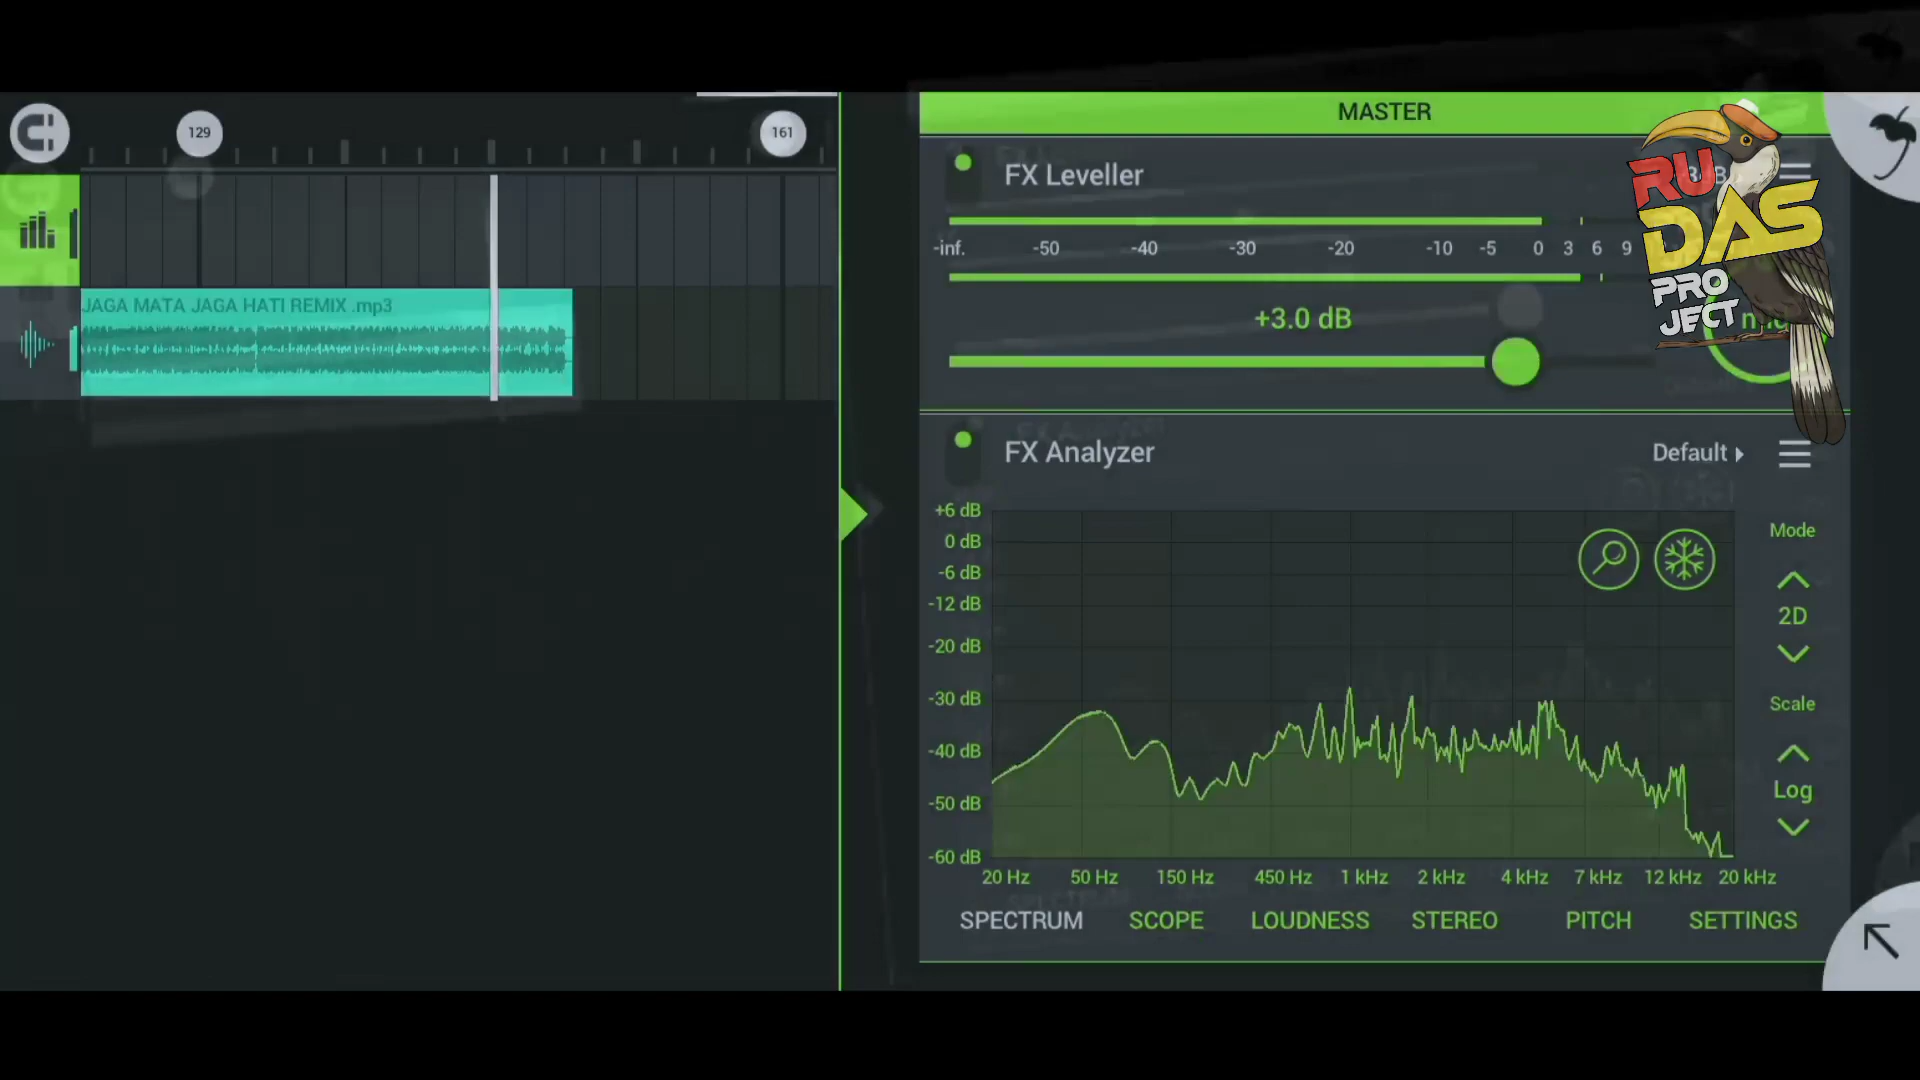 MASTER
129
161
FX Leveller
-inf. -50 -40 -30 -20 -10 -5 0 3 6 9
+3.0 dB
JAGA MATA JAGA HATI REMIX .mp3
RU
DAS
PRO
JECT
FX Analyzer
Default
+6 dB
0 dB
-6 dB
-12 dB
-20 dB
-30 dB
-40 dB
-50 dB
-60 dB
20 Hz 50 Hz 150 Hz 450 Hz 1 kHz 2 kHz 4 kHz 7 kHz 12 kHz 20 kHz
Mode
2D
Scale
Log
SPECTRUM SCOPE LOUDNESS STEREO PITCH SETTINGS